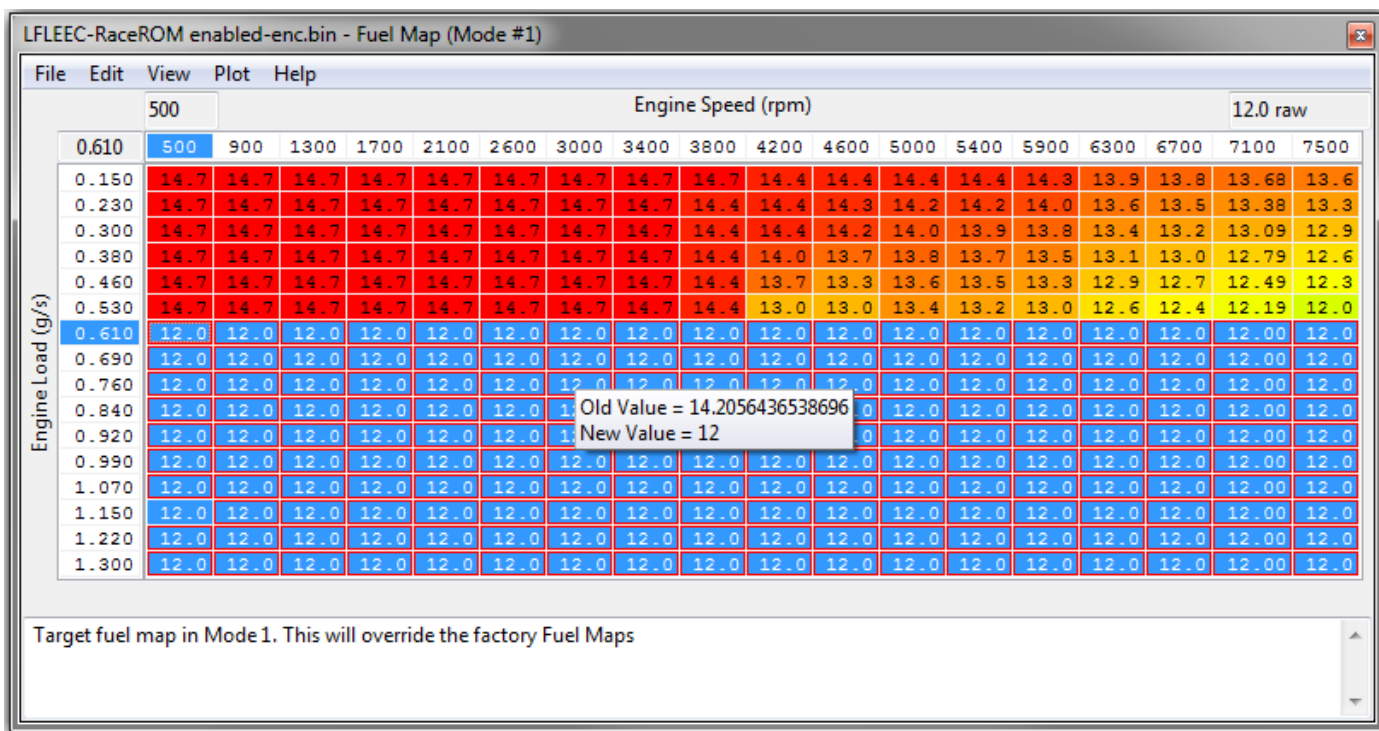 LFLEEC-RaceROM enabled-enc.bin - Fuel Map (Mode #1)
File Edit View Plot Help
500 Engine Speed (rpm) 12.0 raw
0.610 500 900 1300 1700 2100 2600 3000 3400 3800 4200 4600 5000 5400 5900 6300 6700 7100 7500
Engine Load (g/s)
0.150 14.7 14.7 14.7 14.7 14.7 14.7 14.7 14.7 14.7 14.4 14.4 14.4 14.4 14.3 13.9 13.8 13.68 13.6
0.230 14.7 14.7 14.7 14.7 14.7 14.7 14.7 14.7 14.4 14.4 14.3 14.2 14.2 14.0 13.6 13.5 13.38 13.3
0.300 14.7 14.7 14.7 14.7 14.7 14.7 14.7 14.7 14.4 14.4 14.2 14.0 13.9 13.8 13.4 13.2 13.09 12.9
0.380 14.7 14.7 14.7 14.7 14.7 14.7 14.7 14.7 14.4 14.0 13.7 13.8 13.7 13.5 13.1 13.0 12.79 12.6
0.460 14.7 14.7 14.7 14.7 14.7 14.7 14.7 14.7 14.4 13.7 13.3 13.6 13.5 13.3 12.9 12.7 12.49 12.3
0.530 14.7 14.7 14.7 14.7 14.7 14.7 14.7 14.7 14.4 13.0 13.0 13.4 13.2 13.0 12.6 12.4 12.19 12.0
0.610 12.0 12.0 12.0 12.0 12.0 12.0 12.0 12.0 12.0 12.0 12.0 12.0 12.0 12.0 12.0 12.0 12.00 12.0
0.690 12.0 12.0 12.0 12.0 12.0 12.0 12.0 12.0 12.0 12.0 12.0 12.0 12.0 12.0 12.0 12.0 12.00 12.0
0.760 12.0 12.0 12.0 12.0 12.0 12.0 12.0 12.0 12.0 12.0 12.0 12.0 12.0 12.0 12.0 12.0 12.00 12.0
0.840 12.0 12.0 12.0 12.0 12.0 12.0 Old Value = 14.2056436538696 12.0 12.0 12.0 12.0 12.0 12.00 12.0
0.920 12.0 12.0 12.0 12.0 12.0 12.0 New Value = 12 12.0 12.0 12.0 12.0 12.0 12.00 12.0
0.990 12.0 12.0 12.0 12.0 12.0 12.0 12.0 12.0 12.0 12.0 12.0 12.0 12.0 12.0 12.0 12.0 12.00 12.0
1.070 12.0 12.0 12.0 12.0 12.0 12.0 12.0 12.0 12.0 12.0 12.0 12.0 12.0 12.0 12.0 12.0 12.00 12.0
1.150 12.0 12.0 12.0 12.0 12.0 12.0 12.0 12.0 12.0 12.0 12.0 12.0 12.0 12.0 12.0 12.0 12.00 12.0
1.220 12.0 12.0 12.0 12.0 12.0 12.0 12.0 12.0 12.0 12.0 12.0 12.0 12.0 12.0 12.0 12.0 12.00 12.0
1.300 12.0 12.0 12.0 12.0 12.0 12.0 12.0 12.0 12.0 12.0 12.0 12.0 12.0 12.0 12.0 12.0 12.00 12.0
Target fuel map in Mode 1. This will override the factory Fuel Maps